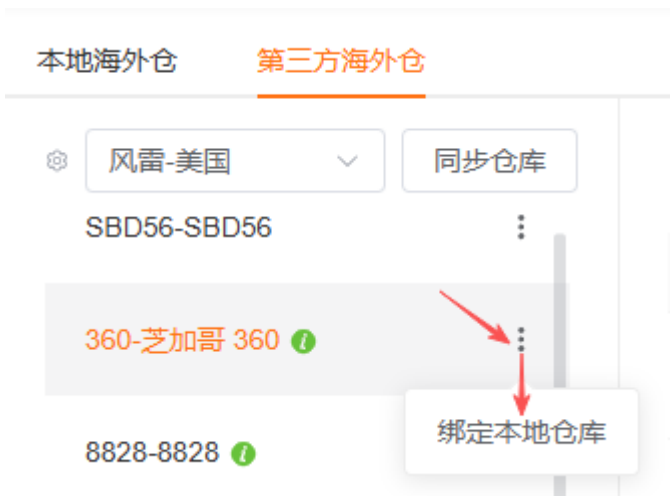 本地海外仓 第三方海外仓
风雷-美国 同步仓库
SBD56-SBD56
360-芝加哥 360
绑定本地仓库
8828-8828